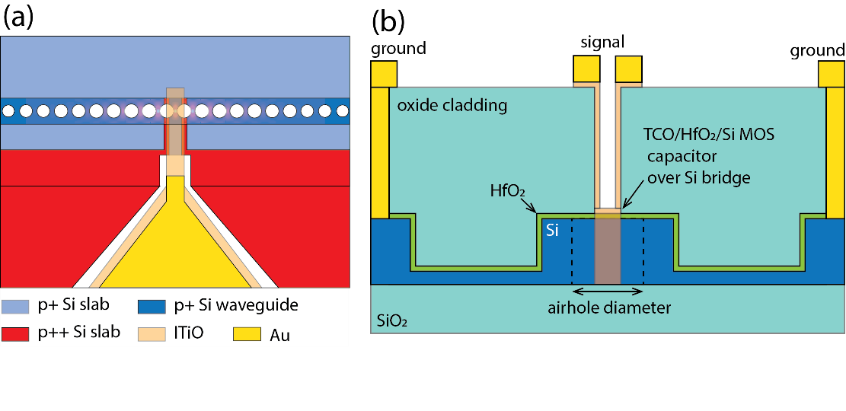 (a)
p+ Si slab
p+ Si waveguide
p++ Si slab
ITiO
Au
(b)
signal
ground
ground
oxide cladding
TCO/HfO₂/Si MOS
capacitor
over Si bridge
HfO₂
Si
airhole diameter
SiO₂